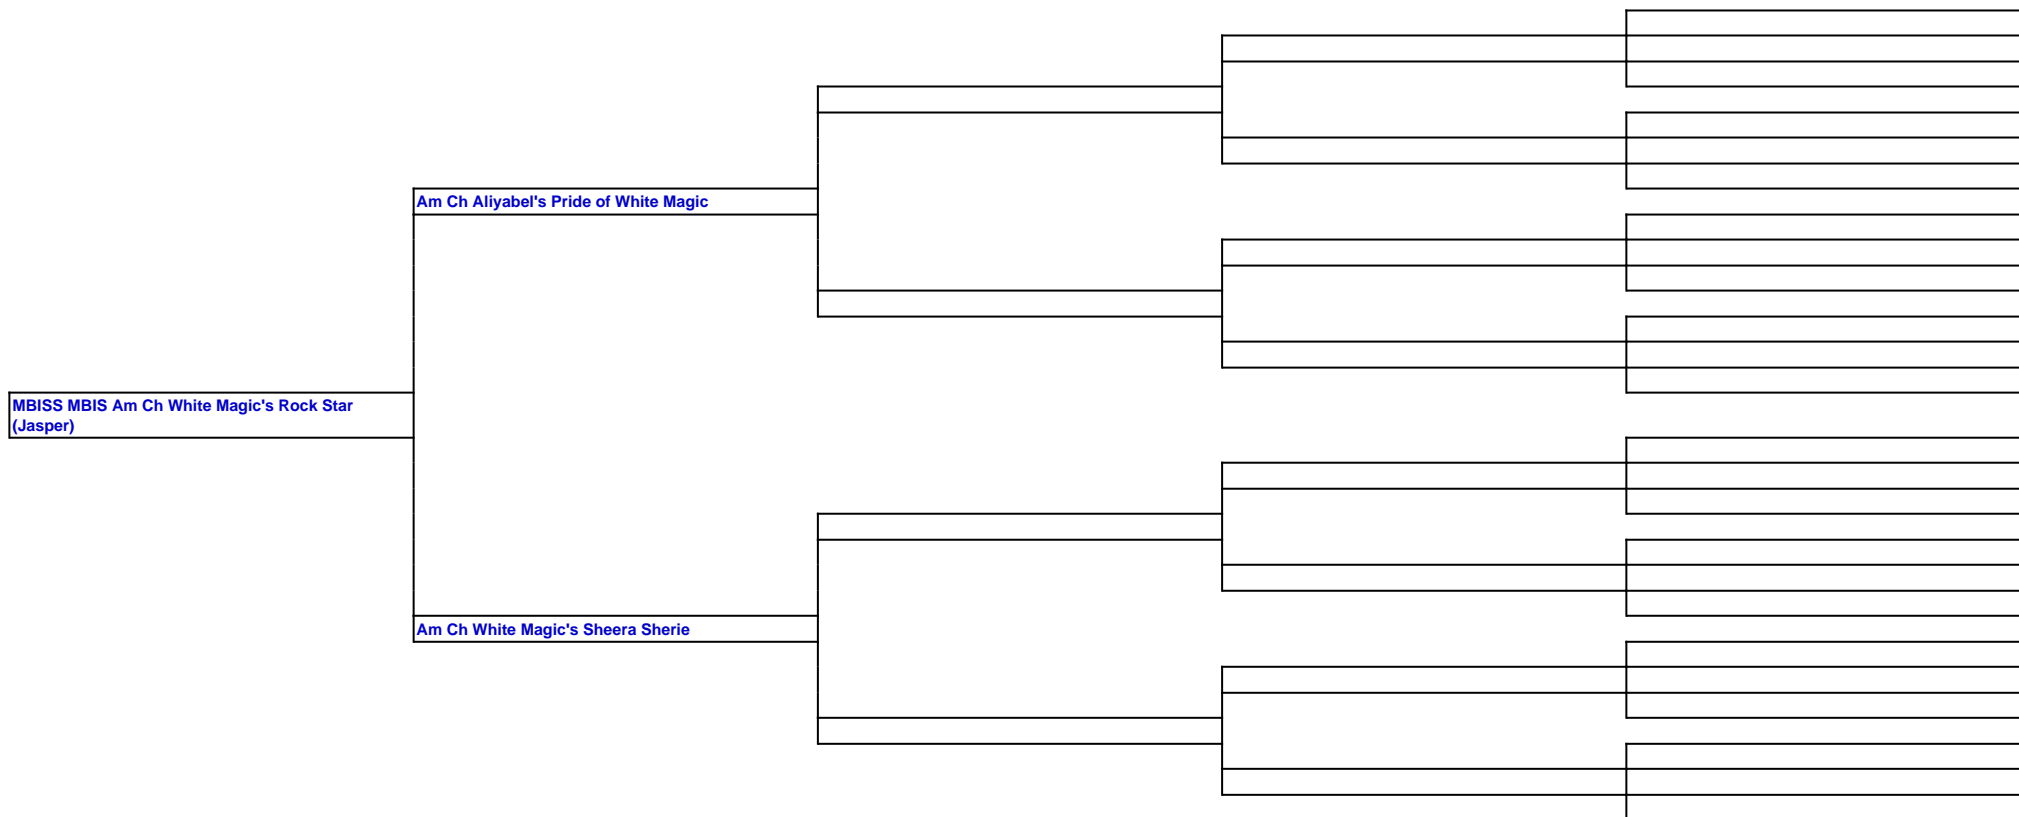 Am Ch Aliyabel's Pride of White Magic
MBISS MBIS Am Ch White Magic's Rock Star
(Jasper)
Am Ch White Magic's Sheera Sherie